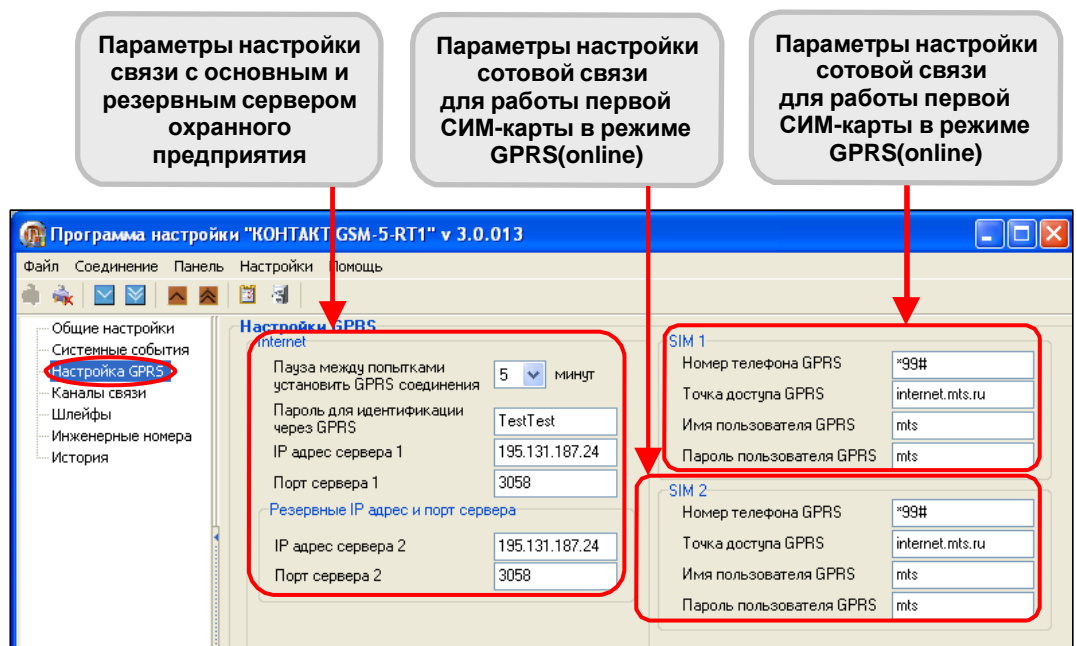 Параметры настройки
связи с основным и
резервным сервером
охранного
предприятия
Параметры настройки
сотовой связи
для работы первой
СИМ-карты в режиме
GPRS(online)
Параметры настройки
сотовой связи
для работы первой
СИМ-карты в режиме
GPRS(online)
Программа настройки "КОНТАКТ GSM-5-RT1" v 3.0.013
Файл Соединение Панель Настройки Помощь
Общие настройки
Системные события
Настройка GPRS
Каналы связи
Шлейфы
Инженерные номера
История
Настройки GPRS
Internet
Пауза между попытками
установить GPRS соединения
5 минут
Пароль для идентификации
через GPRS
TestTest
IP адрес сервера 1 195.131.187.24
Порт сервера 1 3058
Резервные IP адрес и порт сервера
IP адрес сервера 2 195.131.187.24
Порт сервера 2 3058
SIM 1
Номер телефона GPRS *99#
Точка доступа GPRS internet.mts.ru
Имя пользователя GPRS mts
Пароль пользователя GPRS mts
SIM 2
Номер телефона GPRS *99#
Точка доступа GPRS internet.mts.ru
Имя пользователя GPRS mts
Пароль пользователя GPRS mts